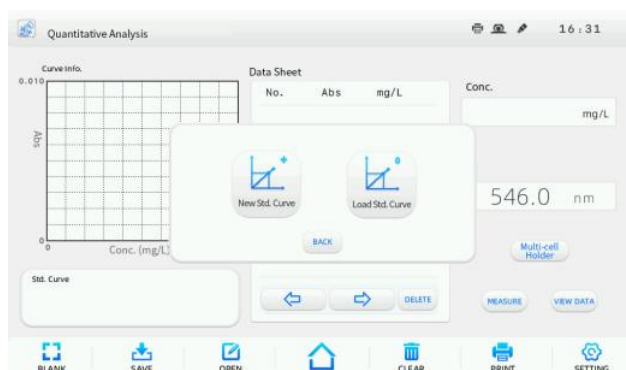 Quantitative Analysis
16:31
Curve Info.
0.010
Abs
0
0
Conc. (mg/L)
Std. Curve
Data Sheet
No. Abs mg/L
Conc.
mg/L
New Std. Curve
Load Std. Curve
BACK
546.0 nm
Multi-cell
Holder
DELETE
MEASURE
VIEW DATA
BLANK
SAVE
OPEN
CLEAR
PRINT
SETTING